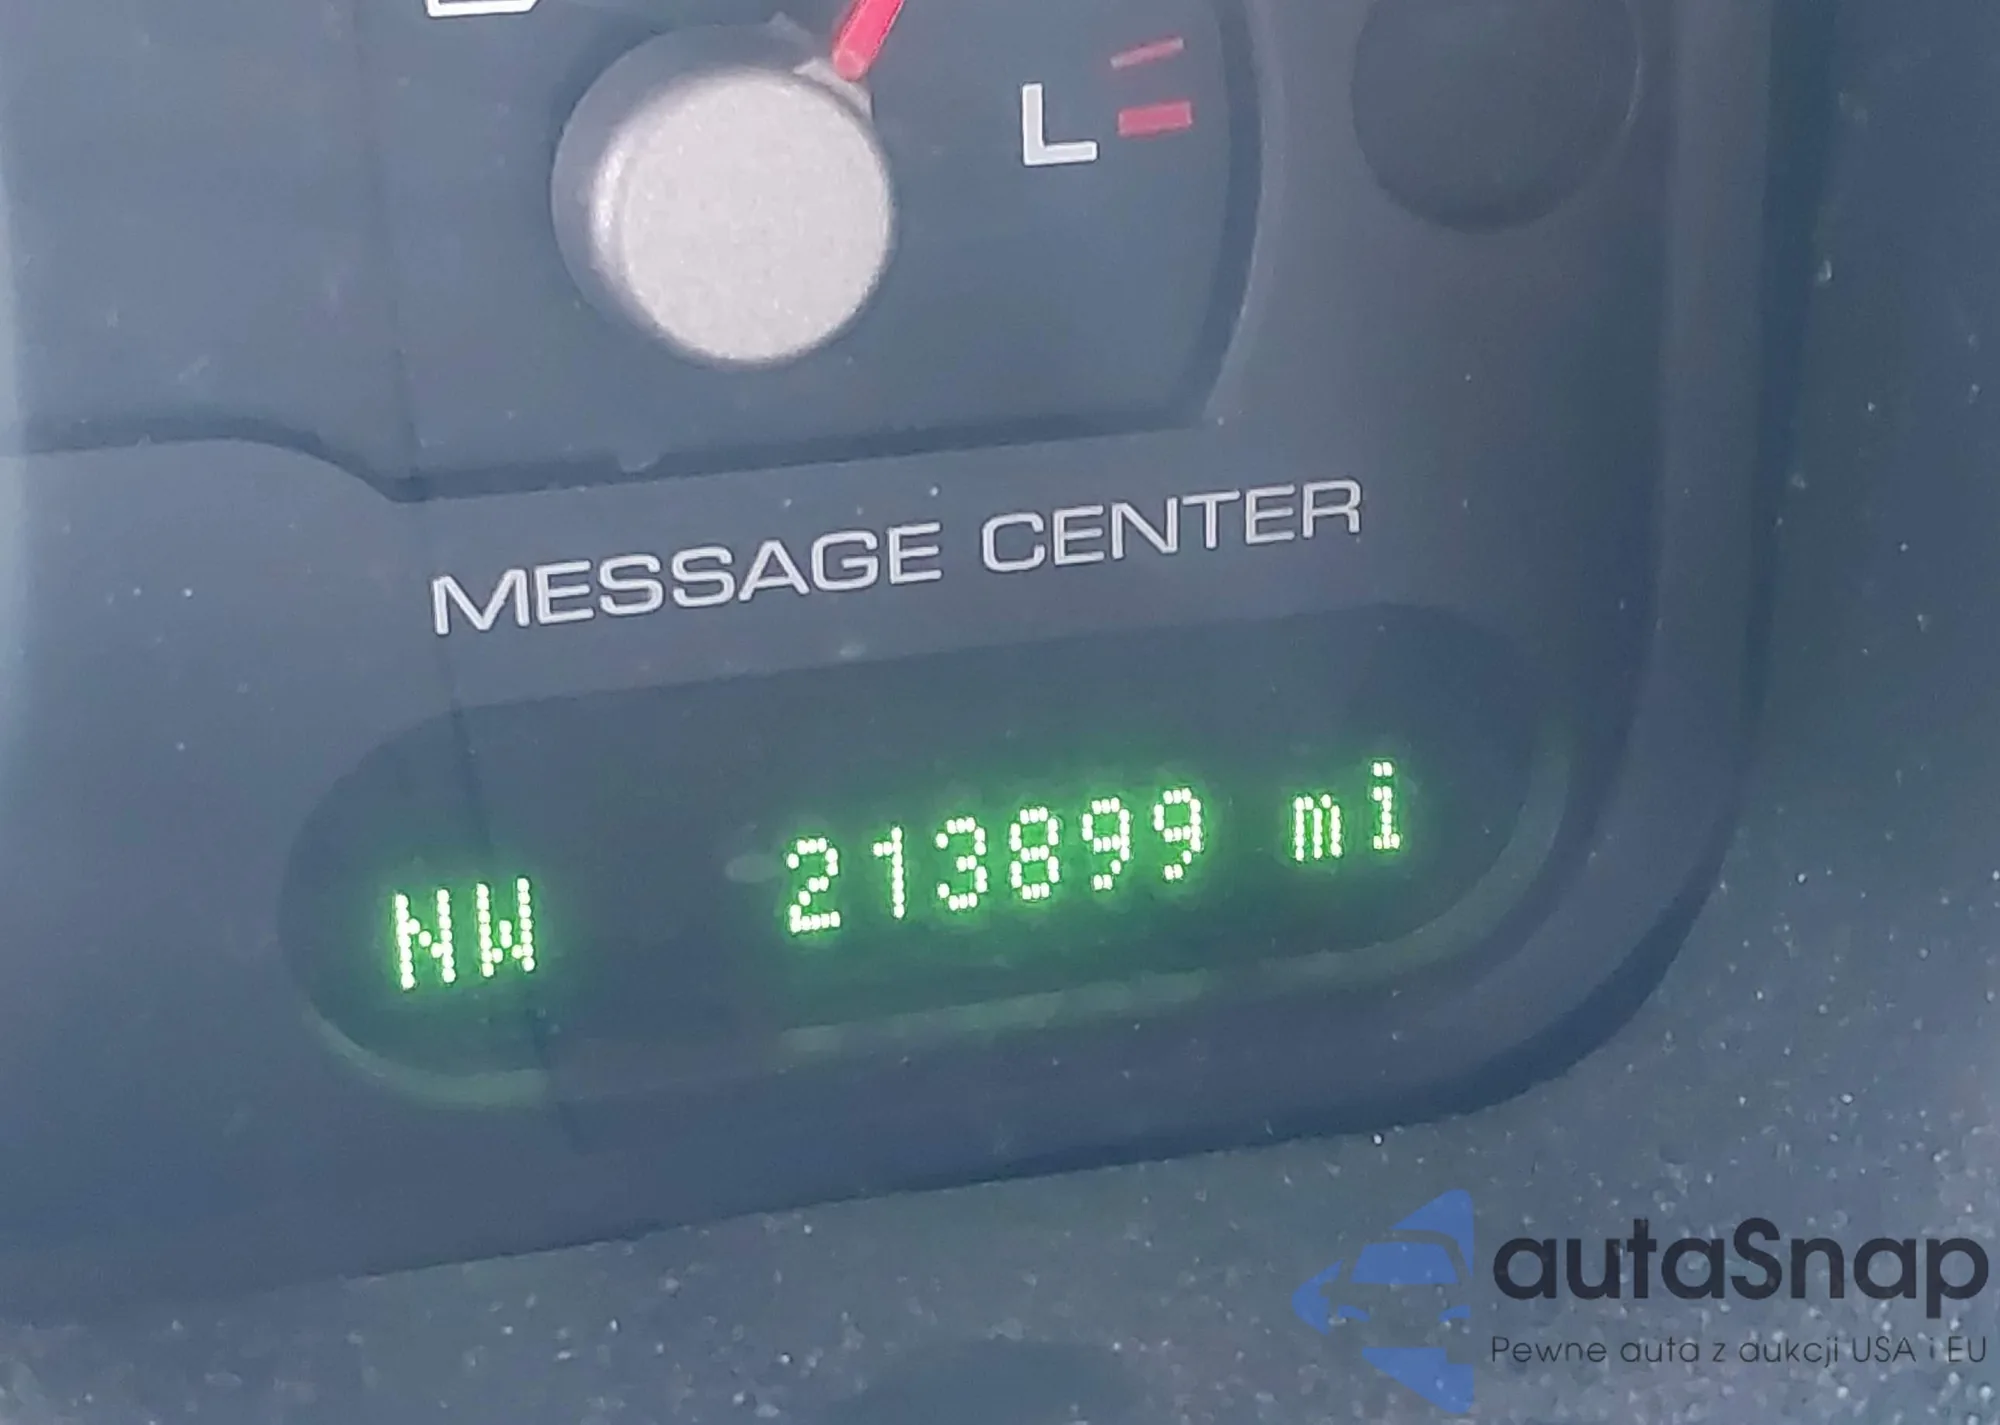 L
MESSAGE CENTER
NW 213899 mi
autaSnap
Pewne auta z aukcji USA i EU